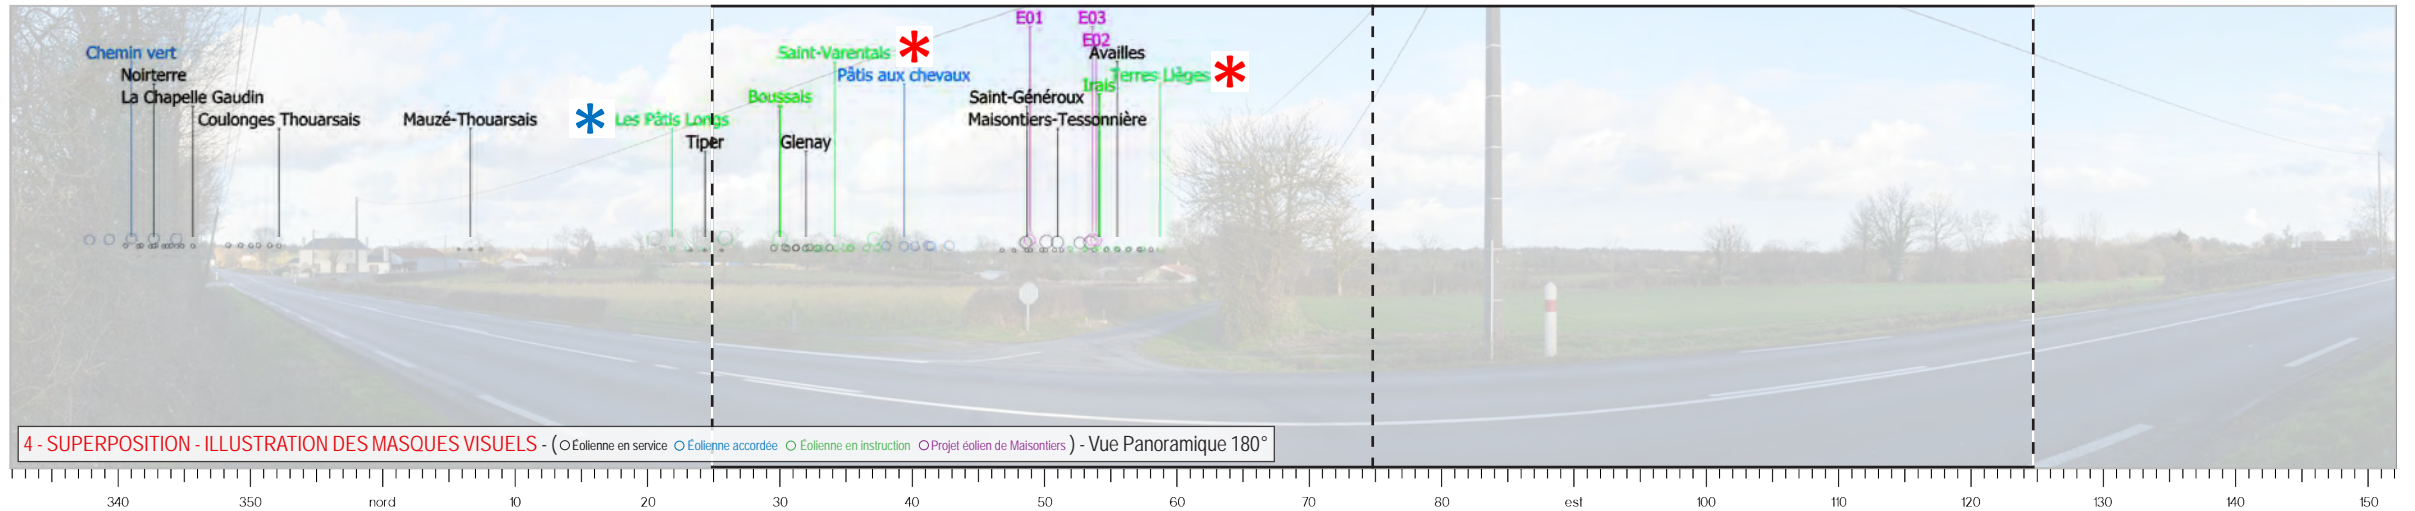 E01 E03
E02
Chemin vert Saint-Varentais * Availles
Noirterre Pâtis aux chevaux Terres Lièges *
La Chapelle Gaudin Boussais Saint-Généroux Irais
Coulonges Thouarsais Mauzé-Thouarsais * Les Pâtis Longs Maisontiers-Tessonnière
Tiper Glenay
4 - SUPERPOSITION - ILLUSTRATION DES MASQUES VISUELS - ( Éolienne en service Éolienne accordée Éolienne en instruction Projet éolien de Maisontiers ) - Vue Panoramique 180°
340 350 nord 10 20 30 40 50 60 70 80 est 100 110 120 130 140 150